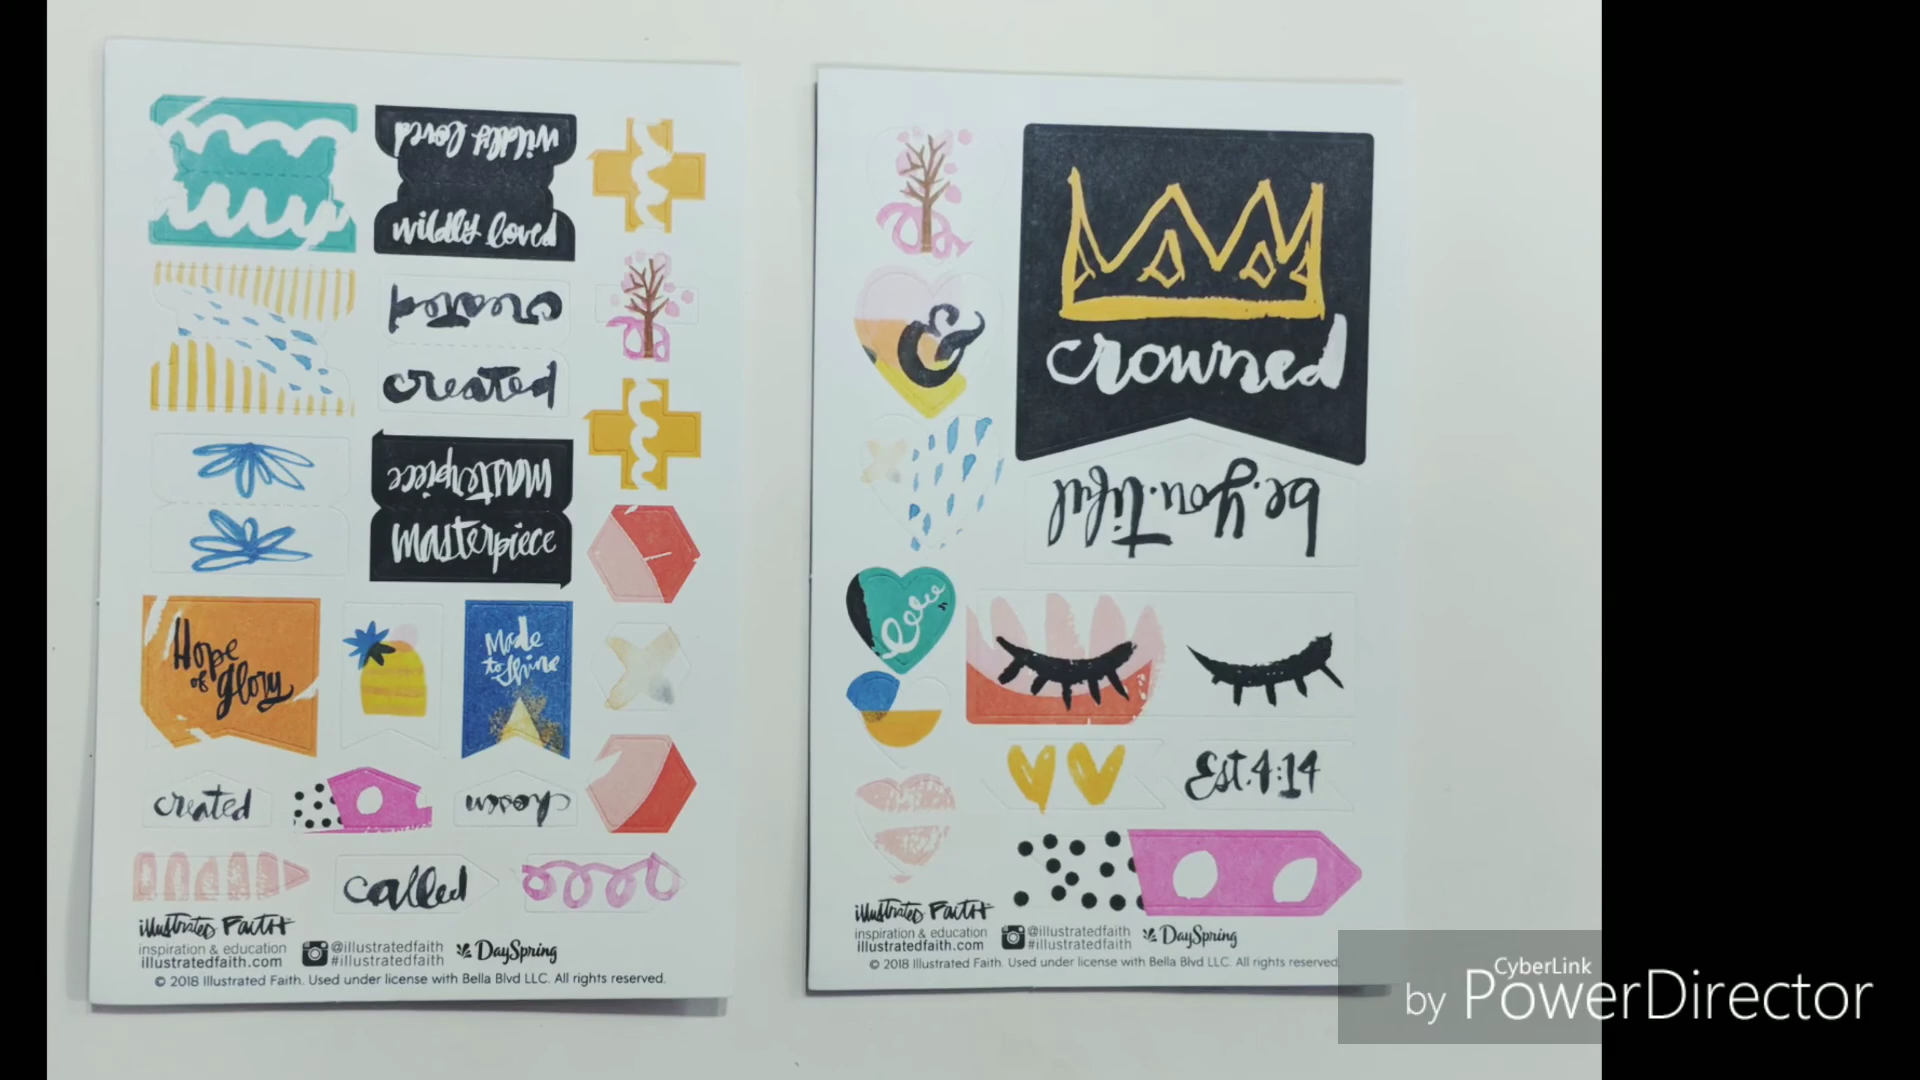 wildly loved
wildly loved
created
created
masterpiece
masterpiece
Hope
of glory
Made
to shine
created
chosen
called
illustrated FAITH
inspiration & education
illustratedfaith.com
@illustratedfaith
#illustratedfaith
DaySpring
© 2018 Illustrated Faith. Used under license with Bella Blvd LLC. All rights reserved.
&
crowned
be.you.tiful
Est.4:14
illustrated FAITH
inspiration & education
illustratedfaith.com
@illustratedfaith
#illustratedfaith
DaySpring
© 2018 Illustrated Faith. Used under license with Bella Blvd LLC. All rights reserved.
by CyberLink PowerDirector